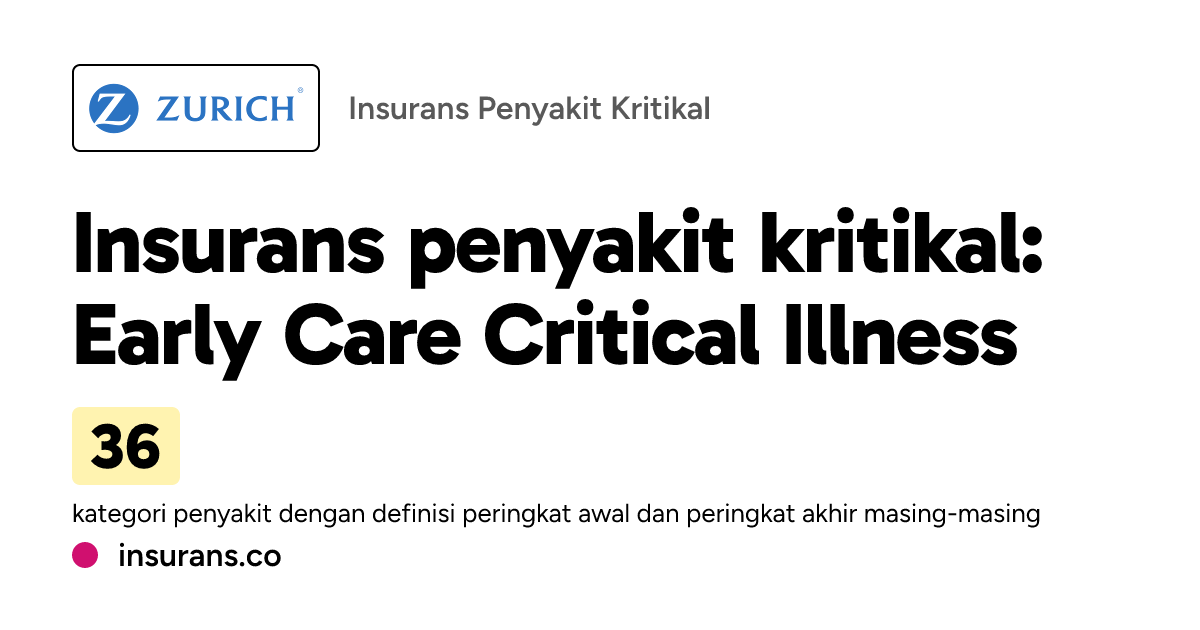 Z ZURICH®
Insurans Penyakit Kritikal
Insurans penyakit kritikal:
Early Care Critical Illness
36
kategori penyakit dengan definisi peringkat awal dan peringkat akhir masing-masing
insurans.co